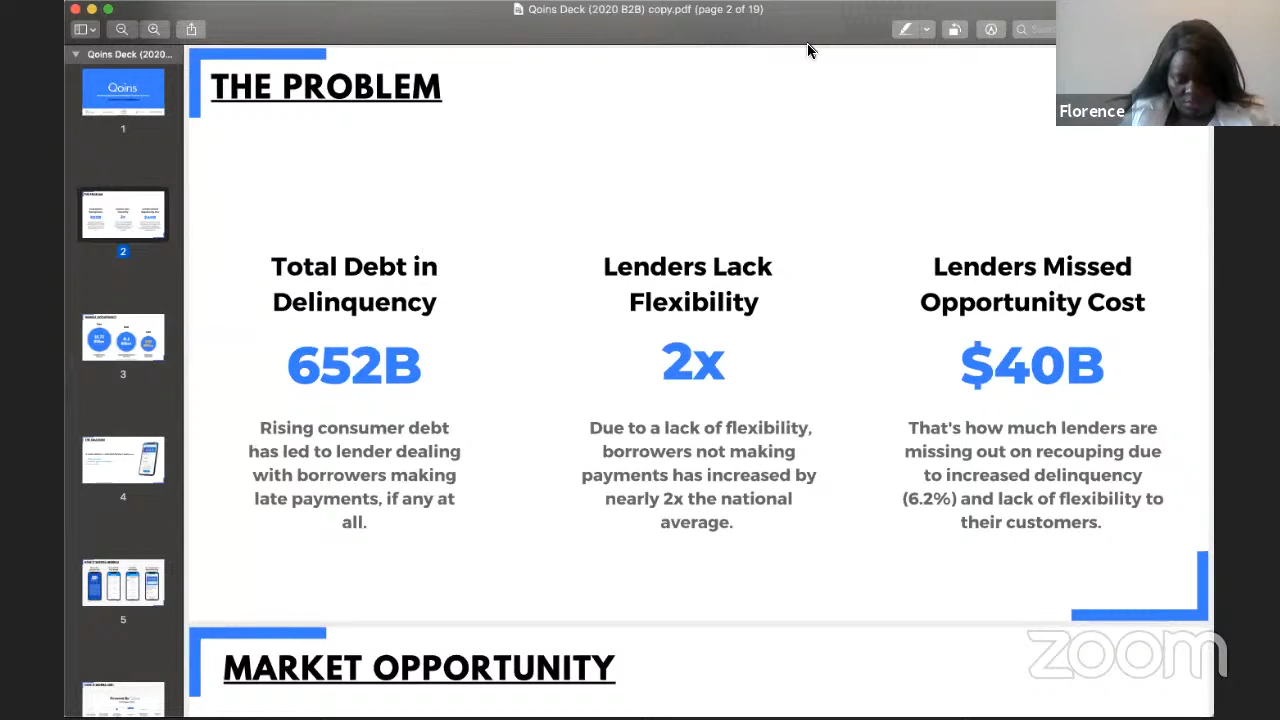 Qoins Deck (2020 B2B) copy.pdf (page 2 of 19)
Qoins Deck (2020...
Qoins
1
2
3
4
5
THE PROBLEM
Total Debt in
Delinquency
652B
Rising consumer debt
has led to lender dealing
with borrowers making
late payments, if any at
all.
Lenders Lack
Flexibility
2x
Due to a lack of flexibility,
borrowers not making
payments has increased by
nearly 2x the national
average.
Lenders Missed
Opportunity Cost
$40B
That's how much lenders are
missing out on recouping due
to increased delinquency
(6.2%) and lack of flexibility to
their customers.
MARKET OPPORTUNITY
Florence
zoom